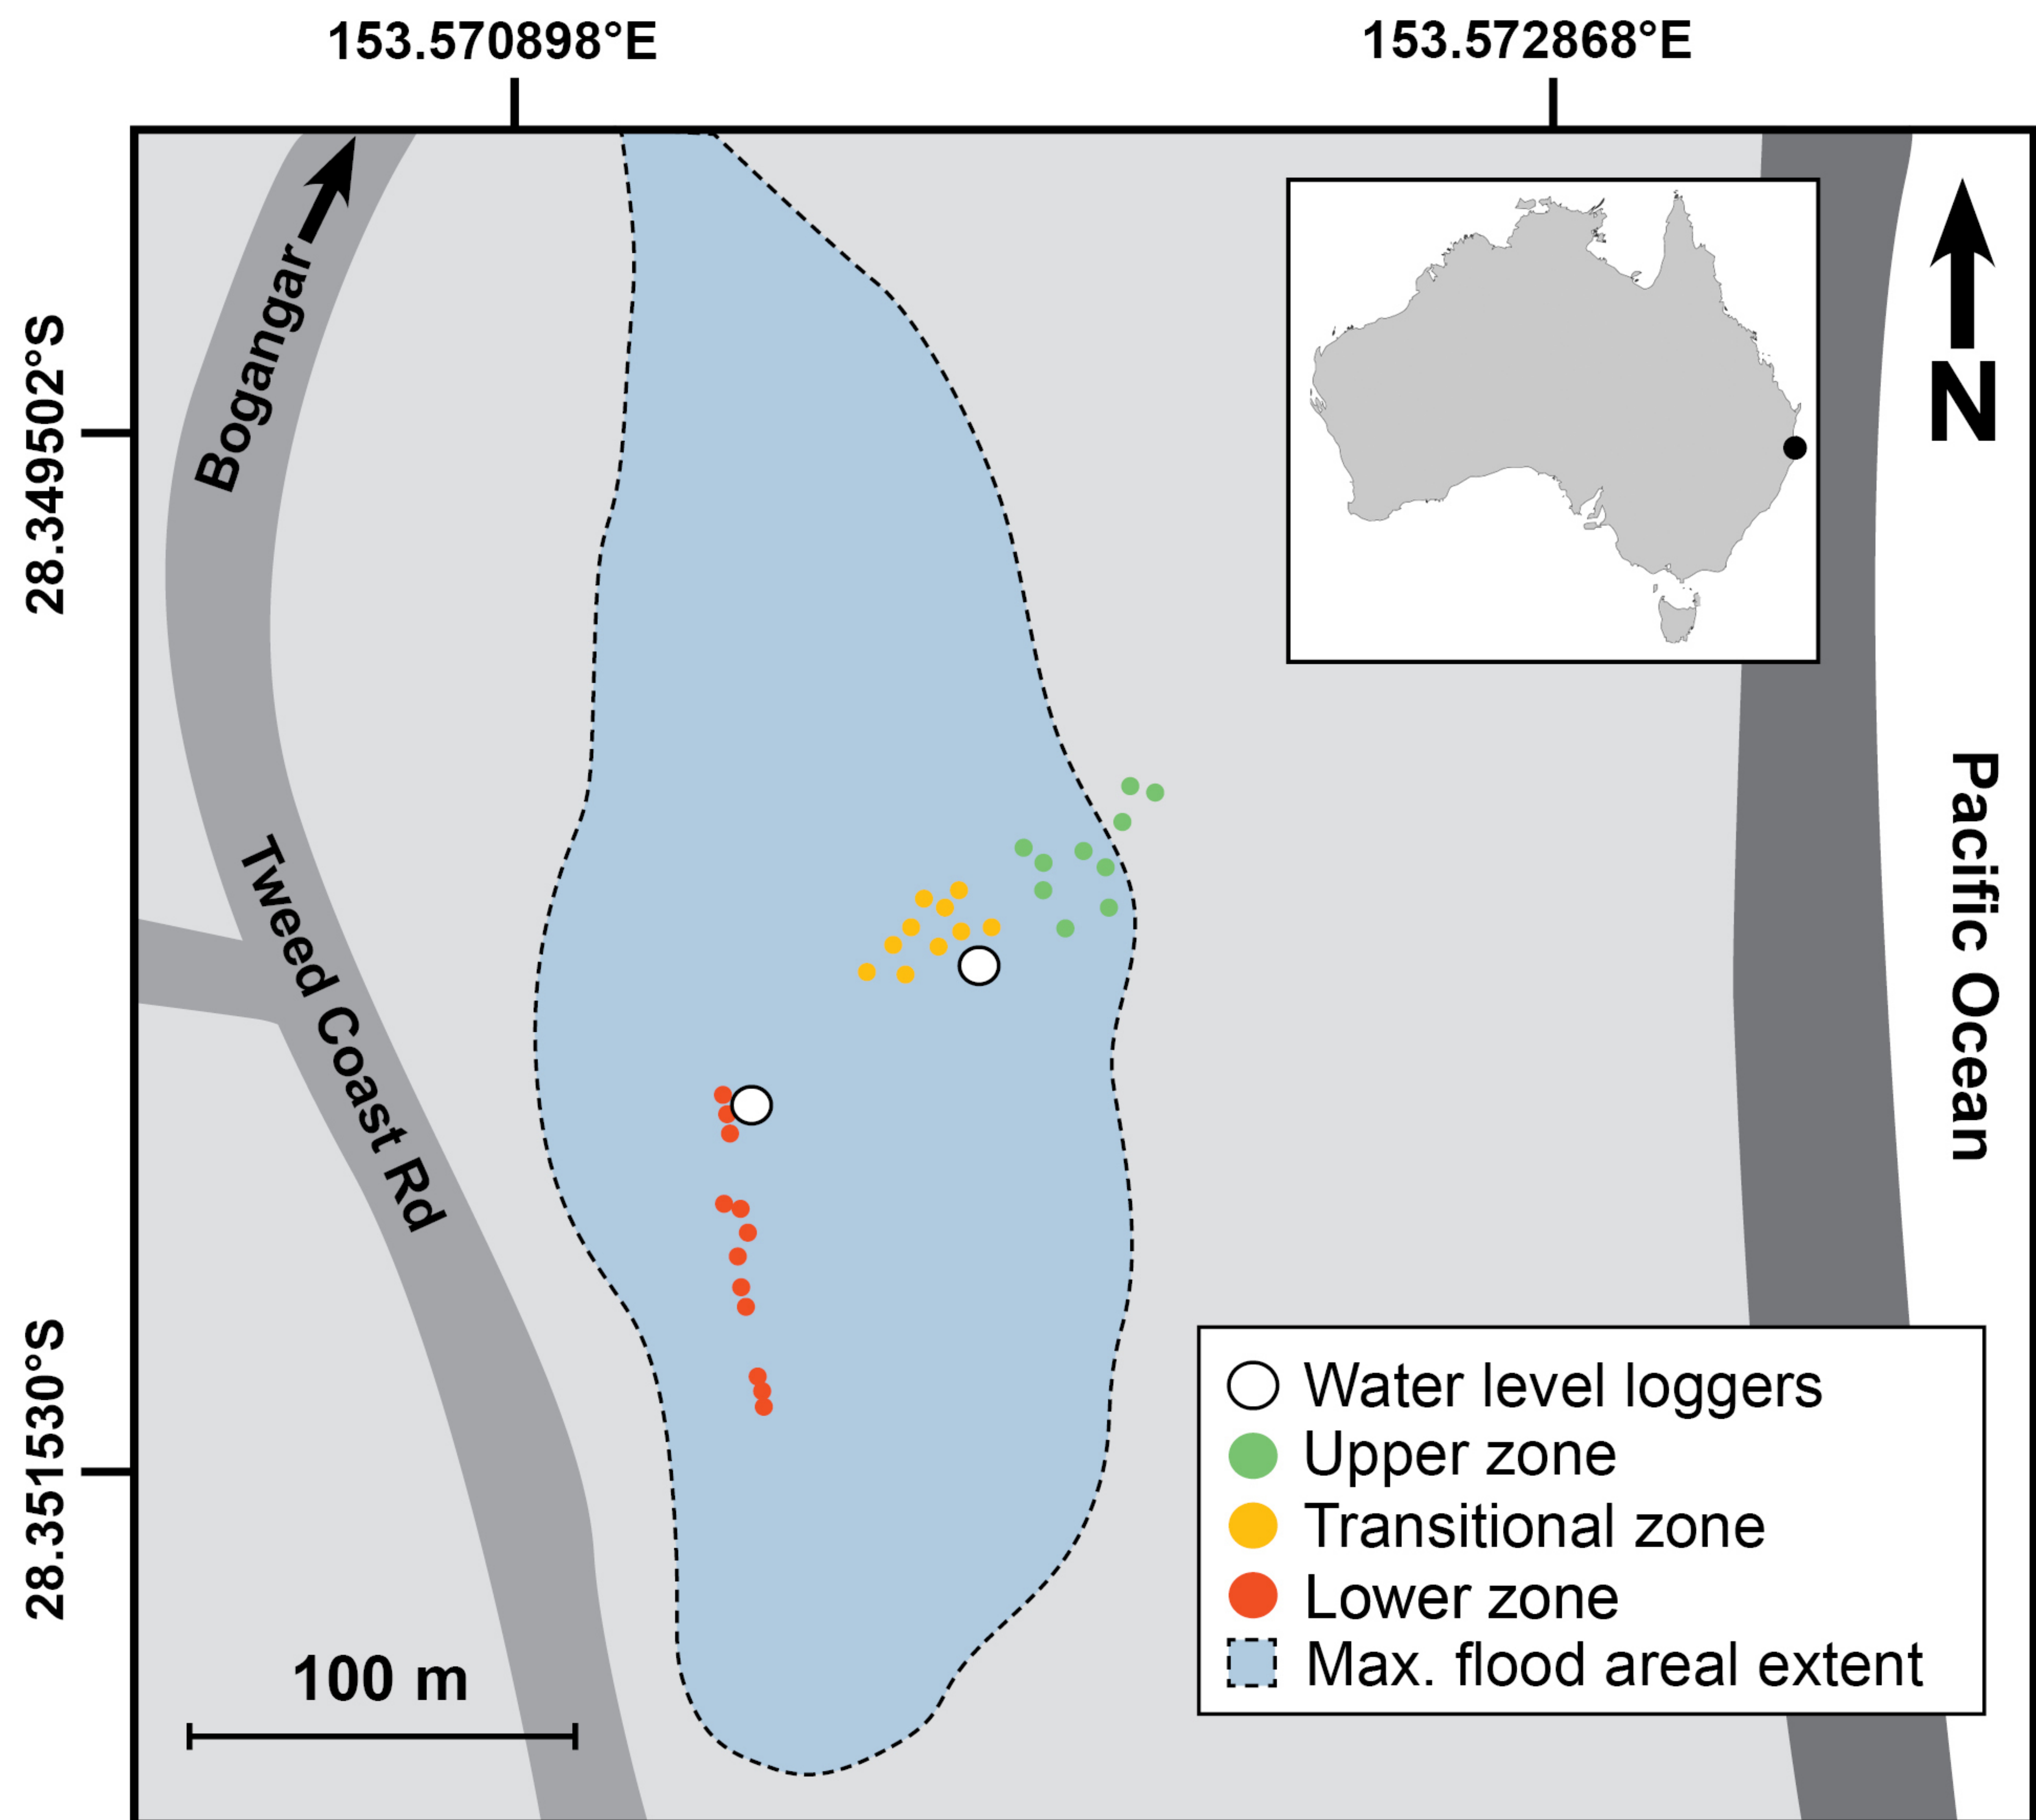 153.570898°E
153.572868°E
28.349502°S
28.351530°S
Bogangar
Tweed Coast Rd
N
Pacific Ocean
100 m
Water level loggers
Upper zone
Transitional zone
Lower zone
Max. flood areal extent